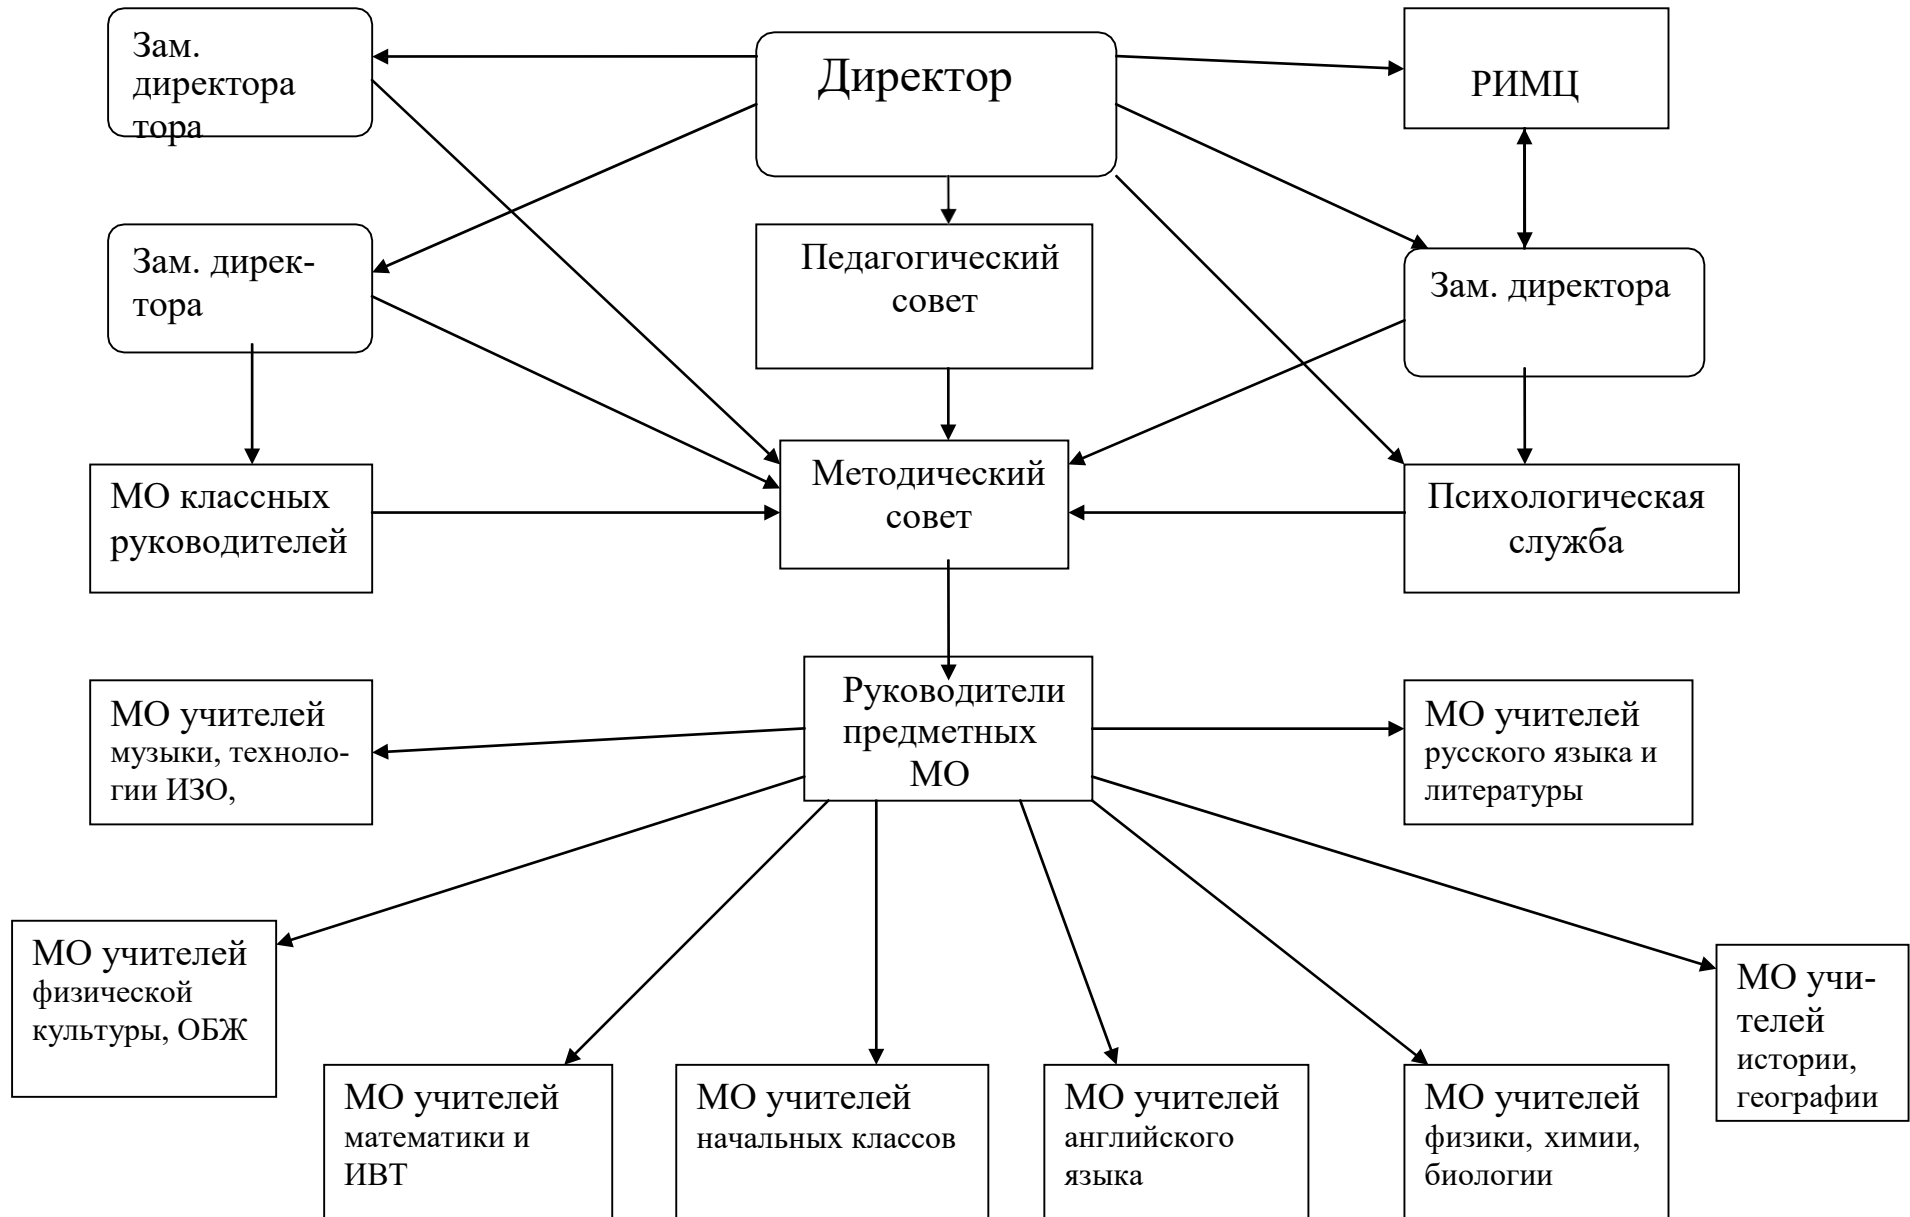 Зам.
директора
тора
Директор
РИМЦ
Зам. дирек-
тора
Педагогический
совет
Зам. директора
МО классных
руководителей
Методический
совет
Психологическая
служба
МО учителей
музыки, техноло-
гии ИЗО,
Руководители
предметных
МО
МО учителей
русского языка и
литературы
МО учителей
физической
культуры, ОБЖ
МО учителей
математики и
ИВТ
МО учителей
начальных классов
МО учителей
английского
языка
МО учителей
физики, химии,
биологии
МО учи-
телей
истории,
географии